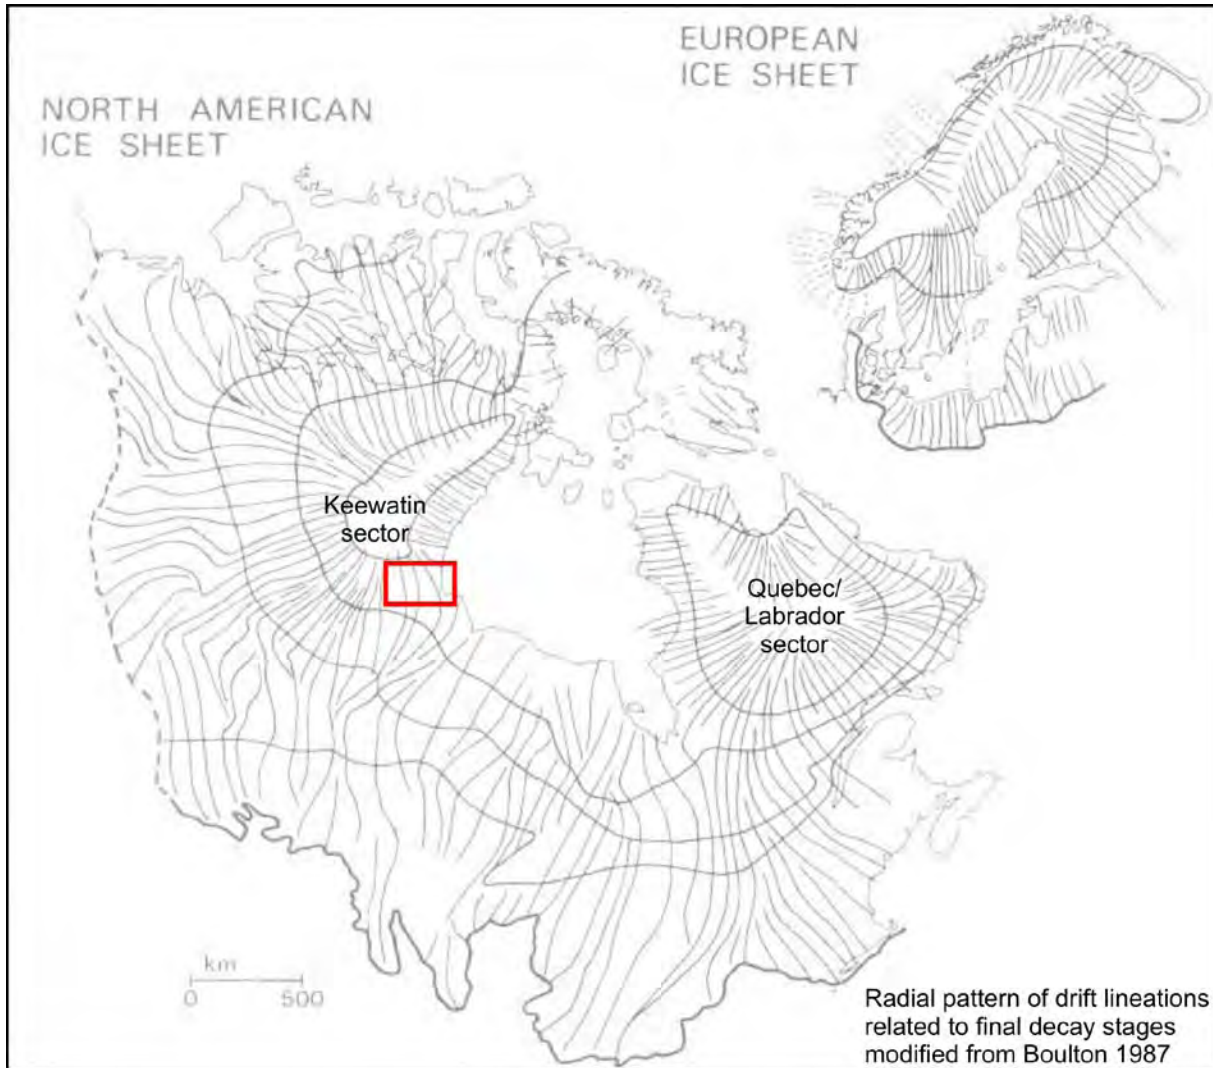 EUROPEAN
ICE SHEET
NORTH AMERICAN
ICE SHEET
Keewatin
sector
Quebec/
Labrador
sector
km
0 500
Radial pattern of drift lineations
related to final decay stages
modified from Boulton 1987